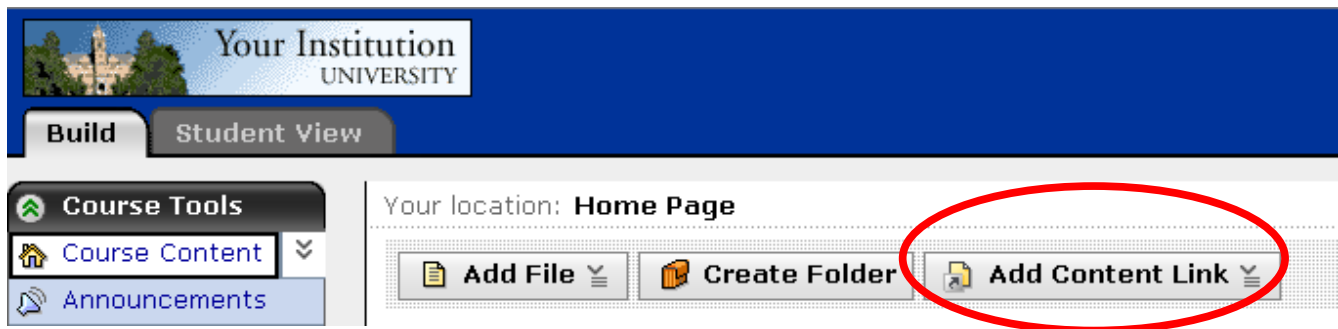 Your Institution
UNIVERSITY
Build
Student View
Course Tools
Your location: Home Page
Course Content
Add File
Create Folder
Add Content Link
Announcements